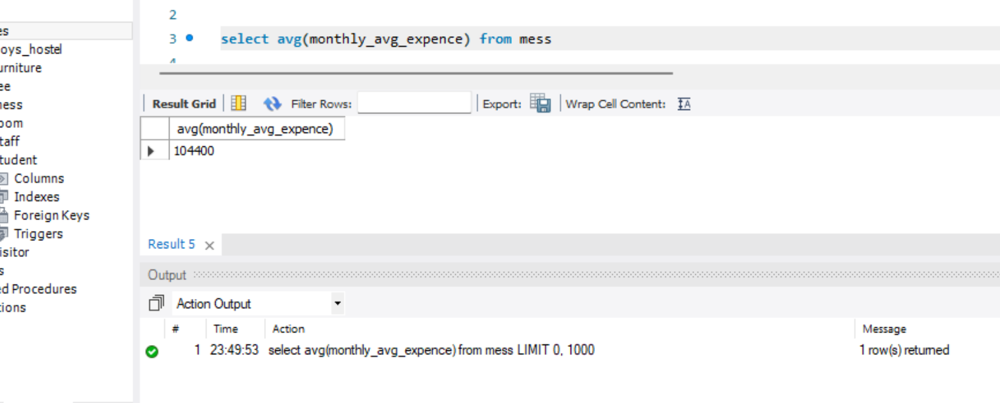 2
es
oys_hostel
3 select avg(monthly_avg_expence) from mess
4
urniture
ee
ness
oom
taff
tudent
Columns
Indexes
Foreign Keys
Triggers
isitor
s
ed Procedures
tions
Result Grid Filter Rows: Export: Wrap Cell Content: IA
avg(monthly_avg_expence)
104400
Result 5
Output
Action Output
# Time Action Message
1 23:49:53 select avg(monthly_avg_expence) from mess LIMIT 0, 1000 1 row(s) returned